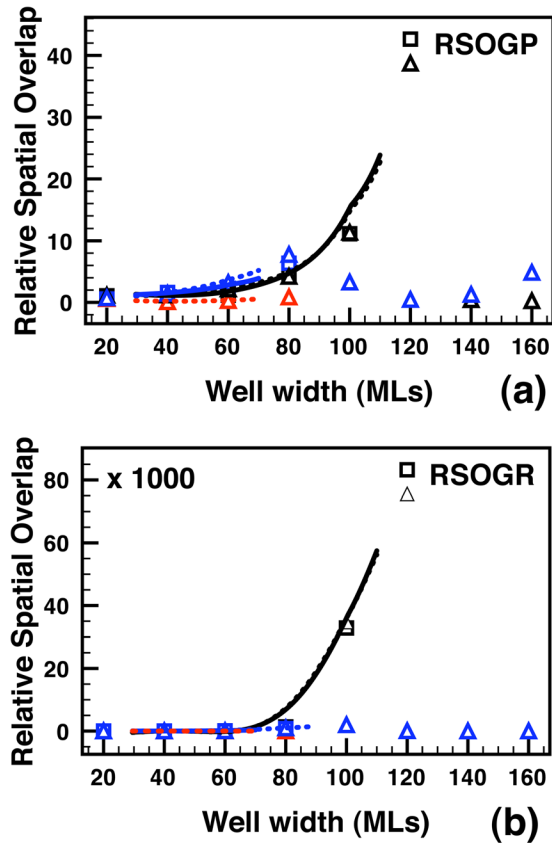 RSOGP
Relative Spatial Overlap
40
30
20
10
0
20 40 60 80 100 120 140 160
Well width (MLs)
(a)
x 1000
RSOGR
Relative Spatial Overlap
80
60
40
20
0
20 40 60 80 100 120 140 160
Well width (MLs)
(b)